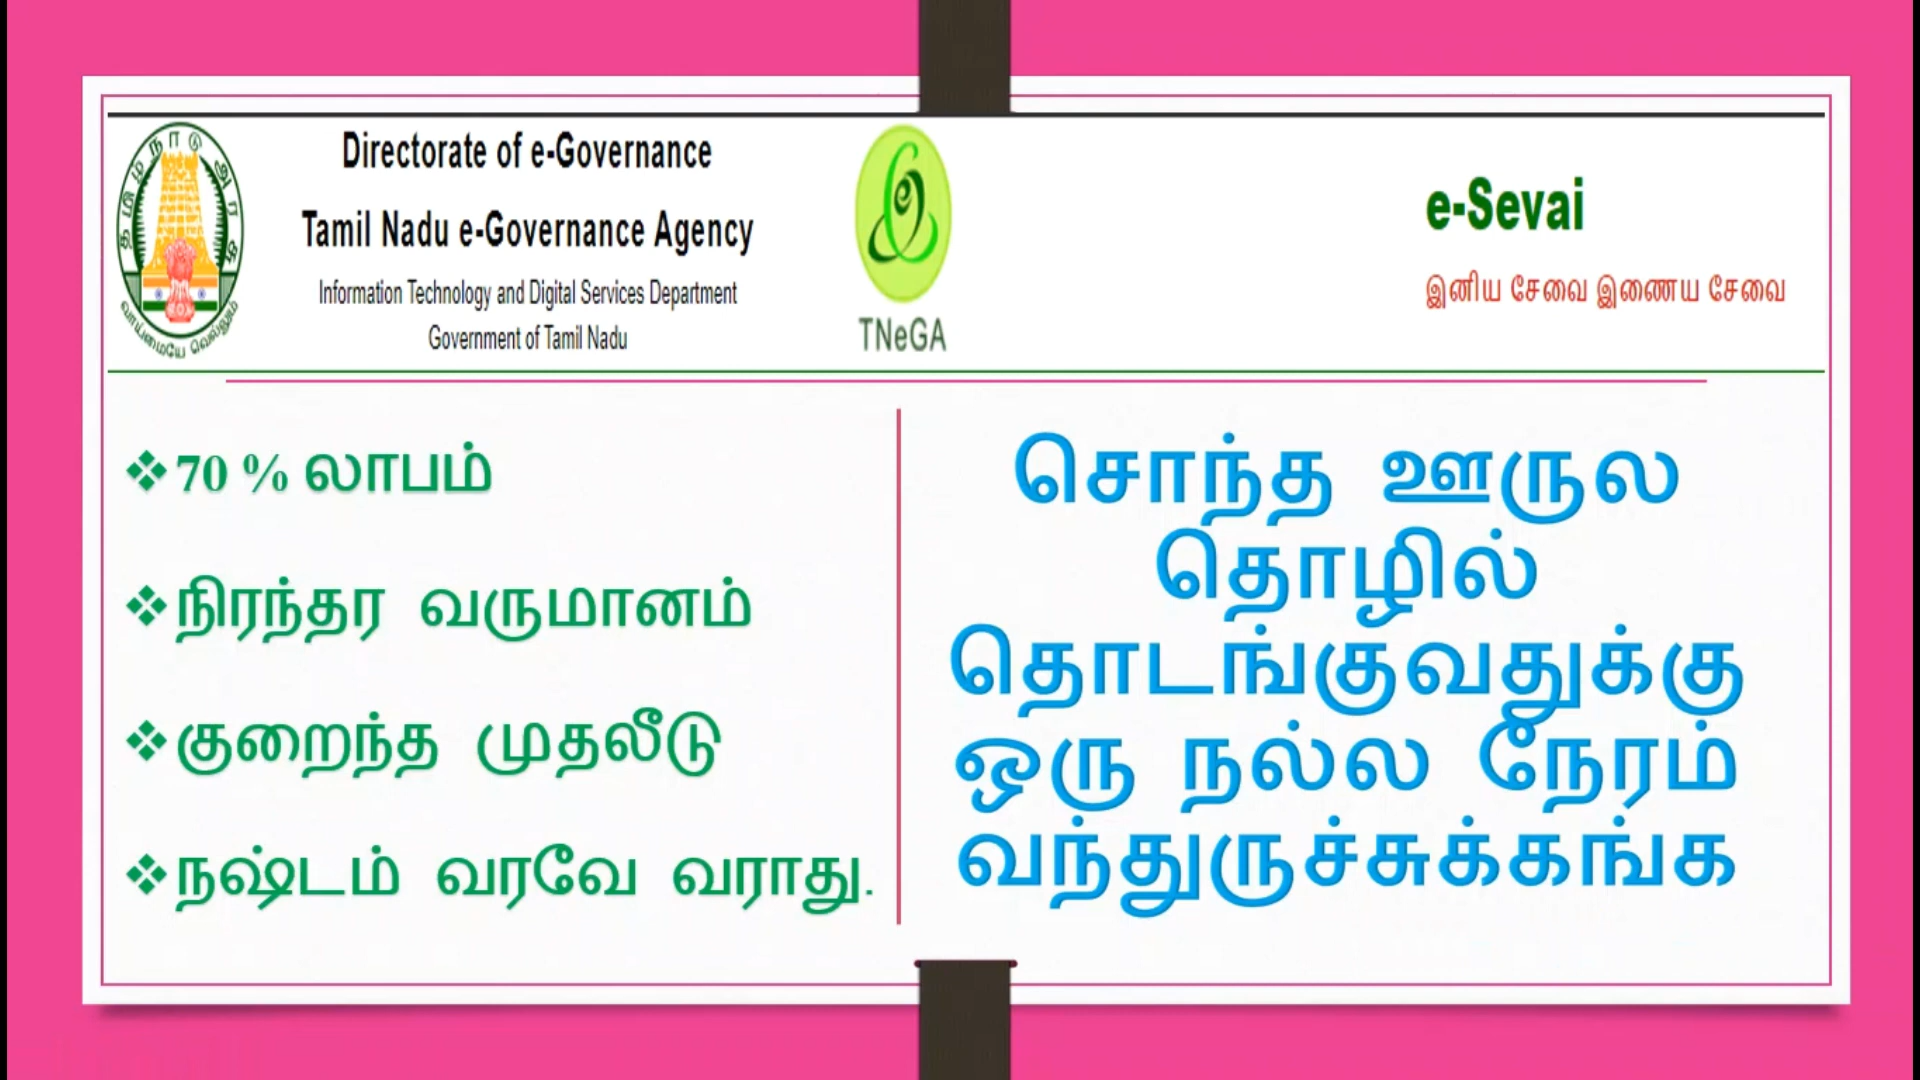 தமிழ்நாடு அரசு
வாய்மையே வெல்லும்
Directorate of e-Governance
Tamil Nadu e-Governance Agency
Information Technology and Digital Services Department
Government of Tamil Nadu
TNeGA
e-Sevai
இனிய சேவை இணைய சேவை
❖70 % லாபம்
❖நிரந்தர வருமானம்
❖குறைந்த முதலீடு
❖நஷ்டம் வரவே வராது.
சொந்த ஊருல
தொழில்
தொடங்குவதுக்கு
ஒரு நல்ல நேரம்
வந்துருச்சுக்கங்க